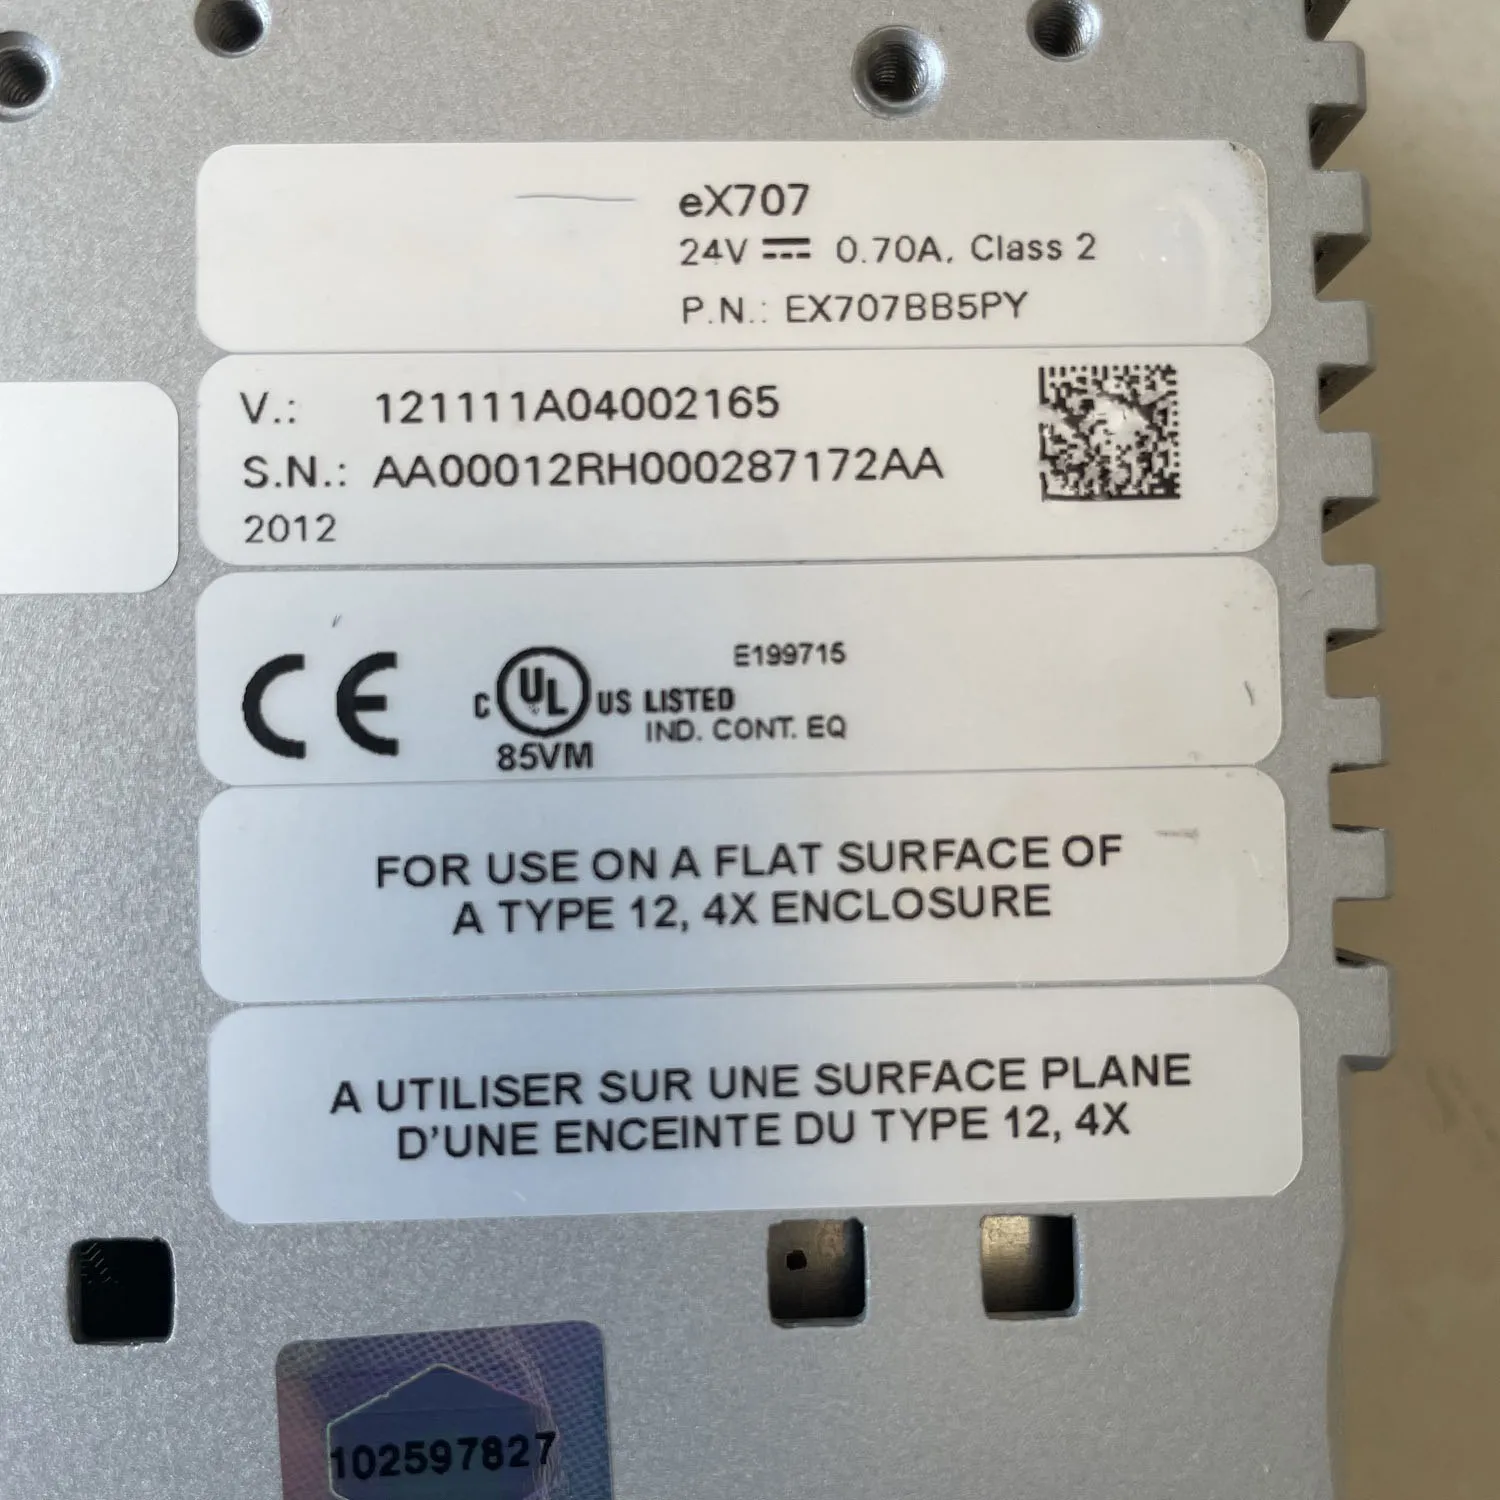 eX707
24V 0.70A, Class 2
P.N.: EX707BB5PY
V.: 121111A04002165
S.N.: AA00012RH000287172AA
2012
CE
C UL US LISTED
E199715
IND. CONT. EQ
85VM
FOR USE ON A FLAT SURFACE OF
A TYPE 12, 4X ENCLOSURE
A UTILISER SUR UNE SURFACE PLANE
D'UNE ENCEINTE DU TYPE 12, 4X
102597827